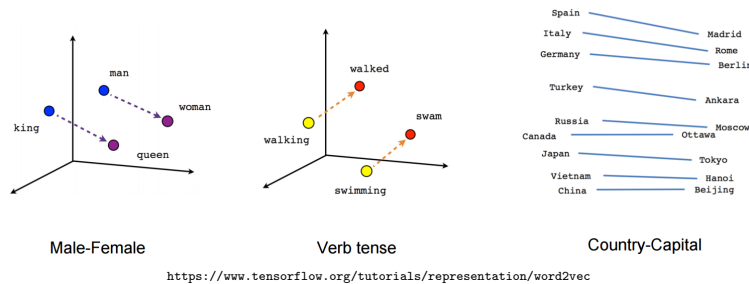 man
woman
king
queen
Male-Female
walked
swam
walking
swimming
Verb tense
Spain
Madrid
Italy
Rome
Germany
Berlin
Turkey
Ankara
Russia
Moscow
Canada
Ottawa
Japan
Tokyo
Vietnam
Hanoi
China
Beijing
Country-Capital
https://www.tensorflow.org/tutorials/representation/word2vec